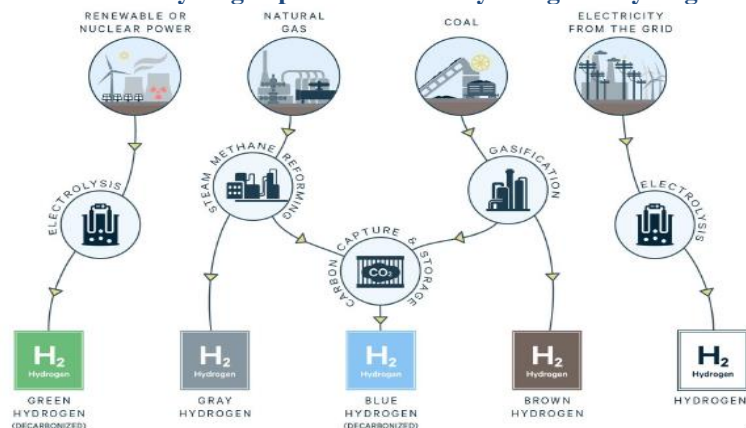 RENEWABLE OR
NUCLEAR POWER
NATURAL
GAS
COAL
ELECTRICITY
FROM THE GRID
ELECTROLYSIS
STEAM METHANE REFORMING
GASIFICATION
ELECTROLYSIS
CARBON CAPTURE & STORAGE
CO₂
H₂
Hydrogen
H₂
Hydrogen
H₂
Hydrogen
H₂
Hydrogen
H₂
Hydrogen
GREEN
HYDROGEN
(DECARBONIZED)
GRAY
HYDROGEN
BLUE
HYDROGEN
(DECARBONIZED)
BROWN
HYDROGEN
HYDROGEN